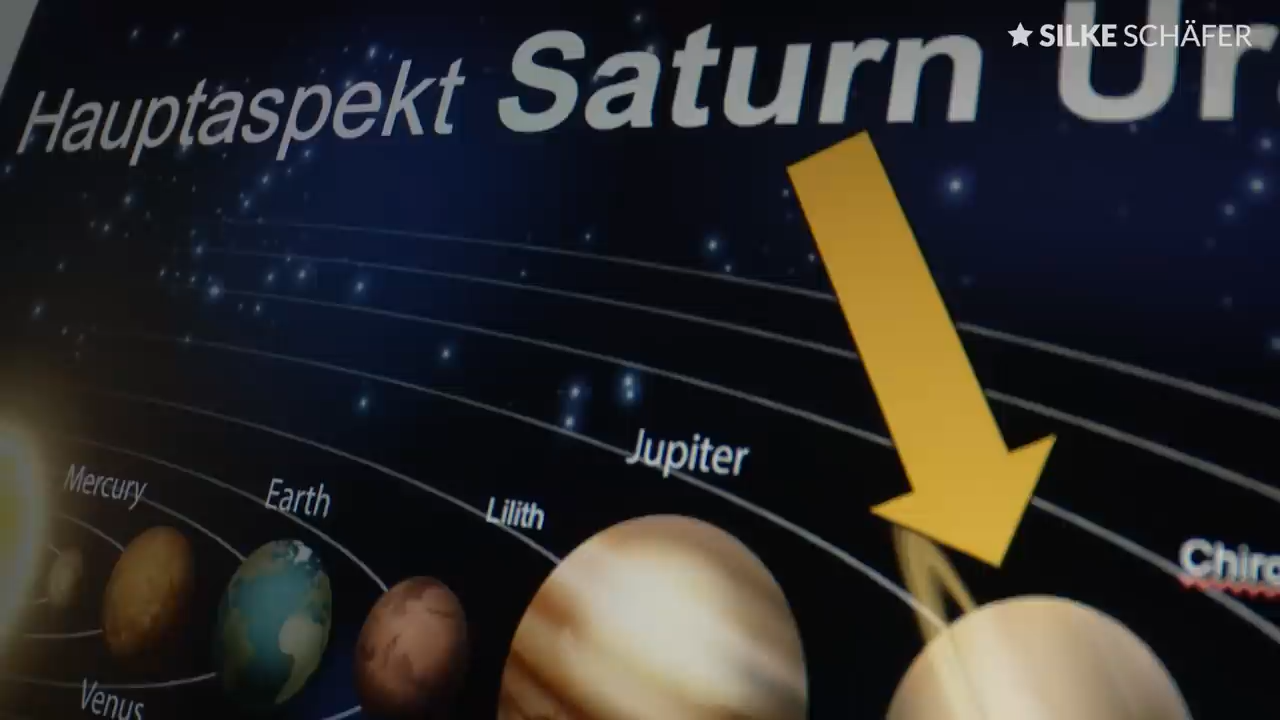 SILKE SCHÄFER
Hauptaspekt Saturn
Jupiter
Mercury
Earth
Lilith
Venus